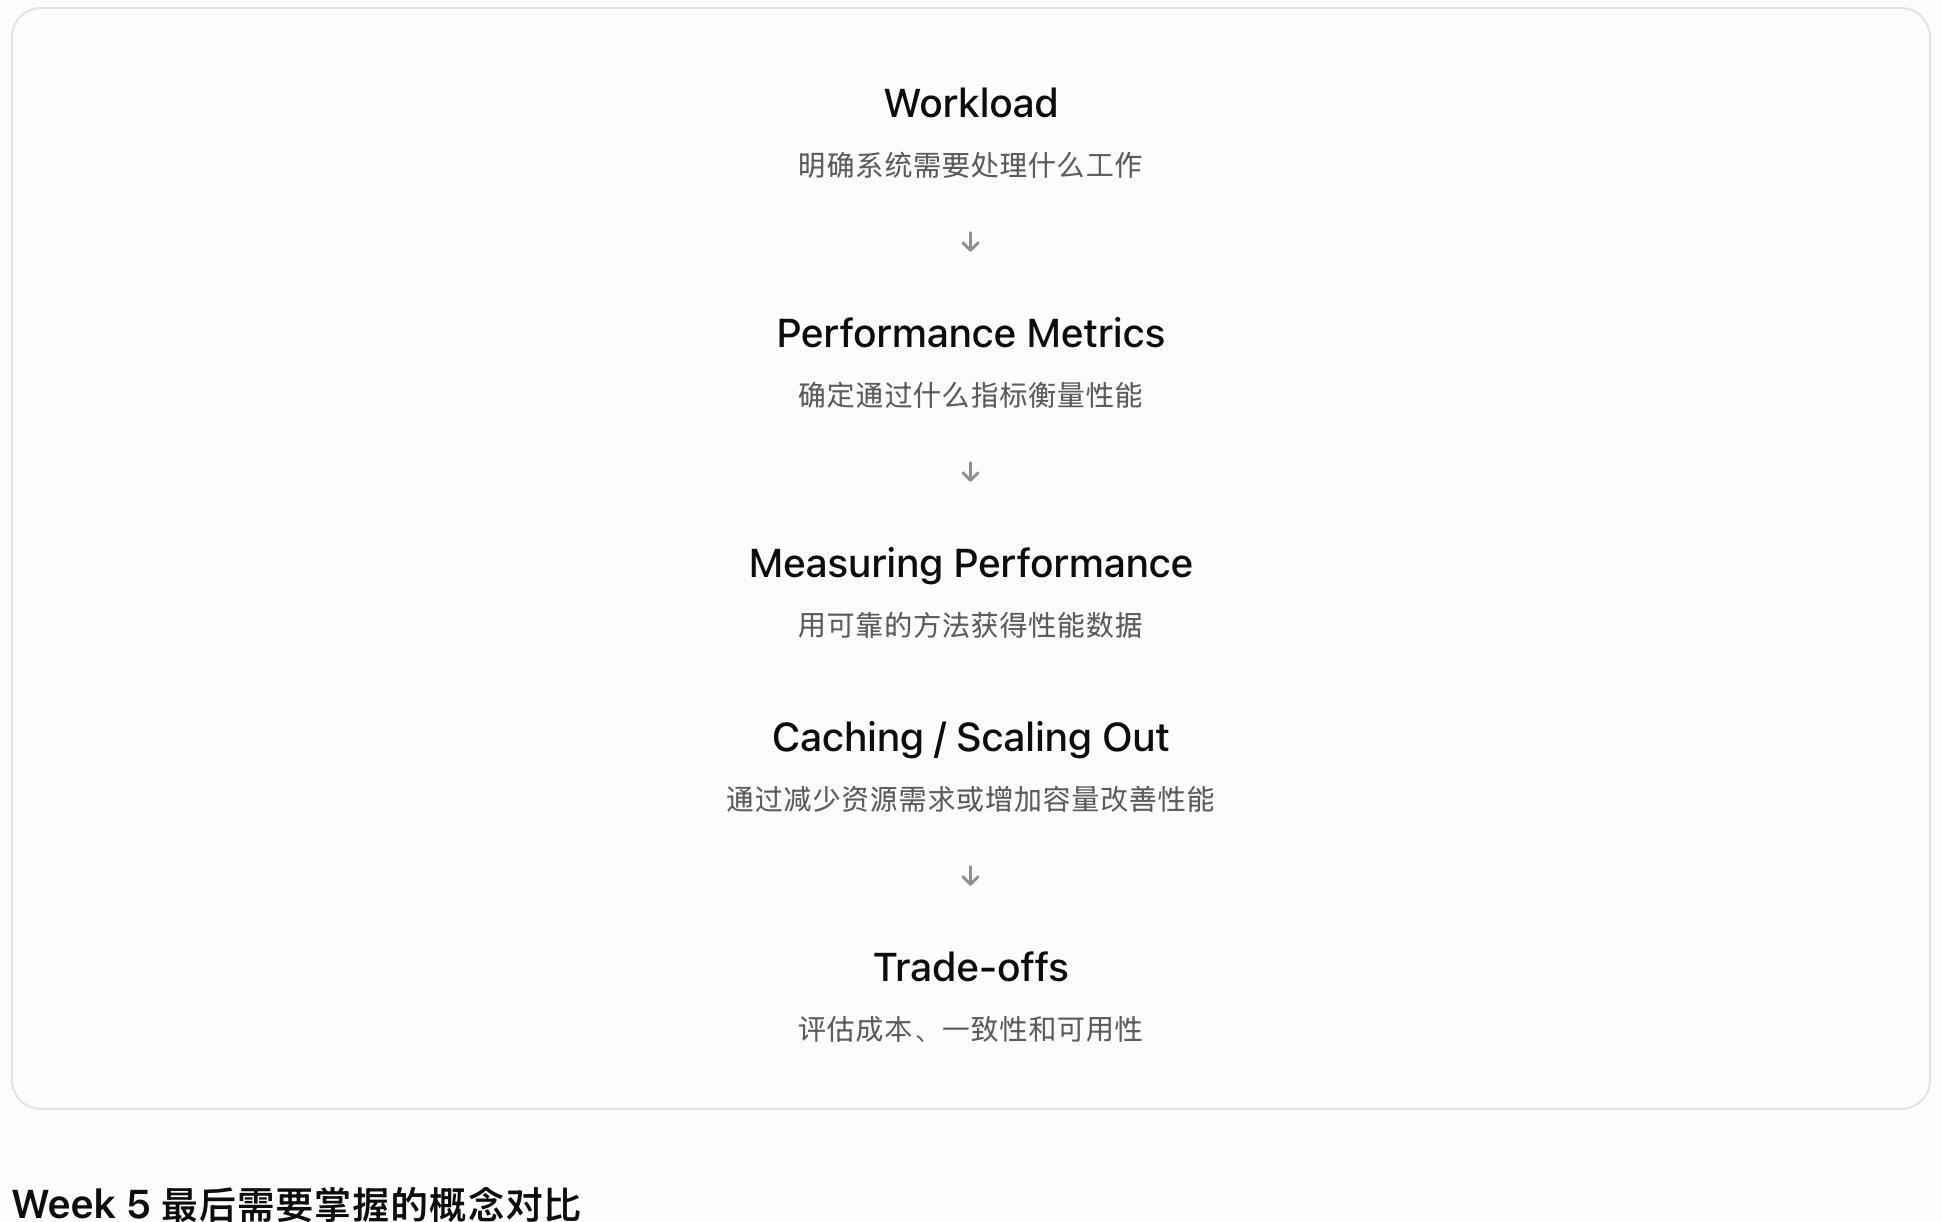 Workload
明确系统需要处理什么工作
↓
Performance Metrics
确定通过什么指标衡量性能
↓
Measuring Performance
用可靠的方法获得性能数据
Caching / Scaling Out
通过减少资源需求或增加容量改善性能
↓
Trade-offs
评估成本、一致性和可用性
Week 5 最后需要掌握的概念对比